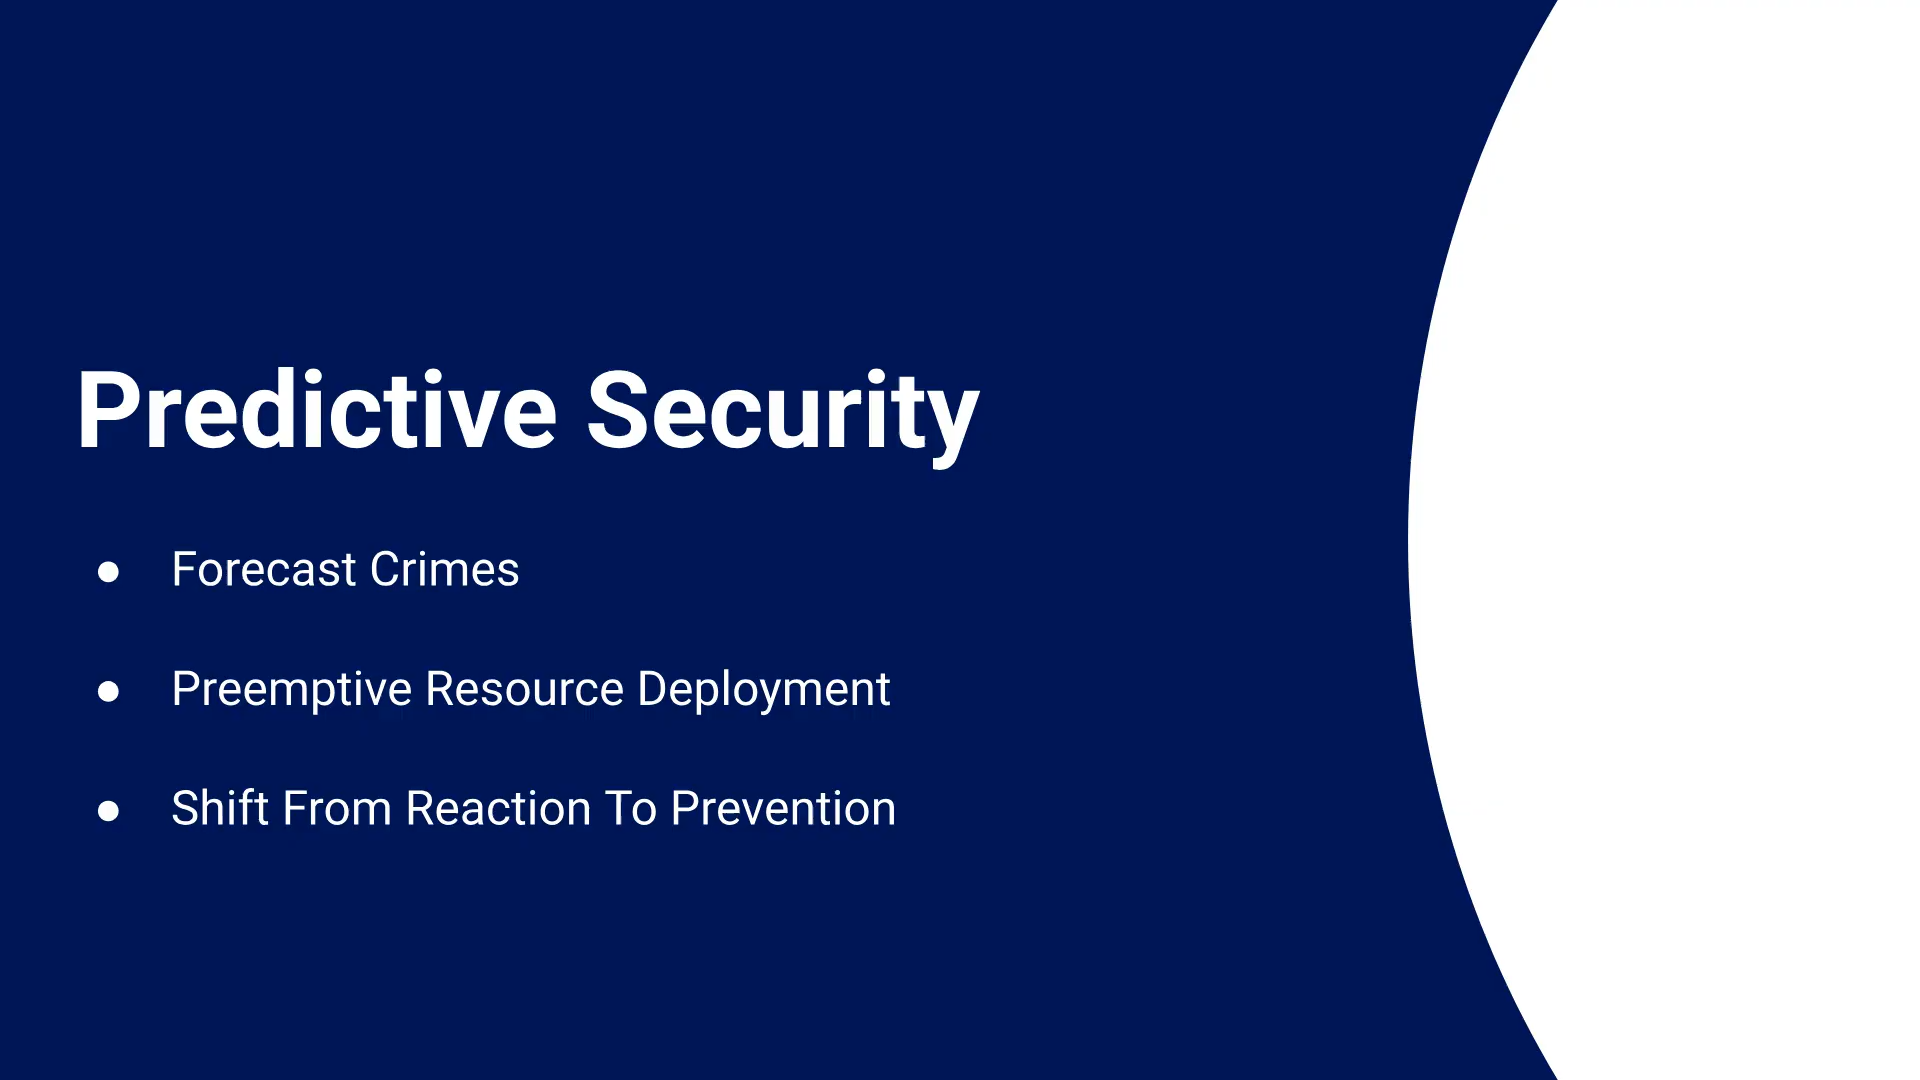 Predictive Security
● Forecast Crimes
● Preemptive Resource Deployment
● Shift From Reaction To Prevention